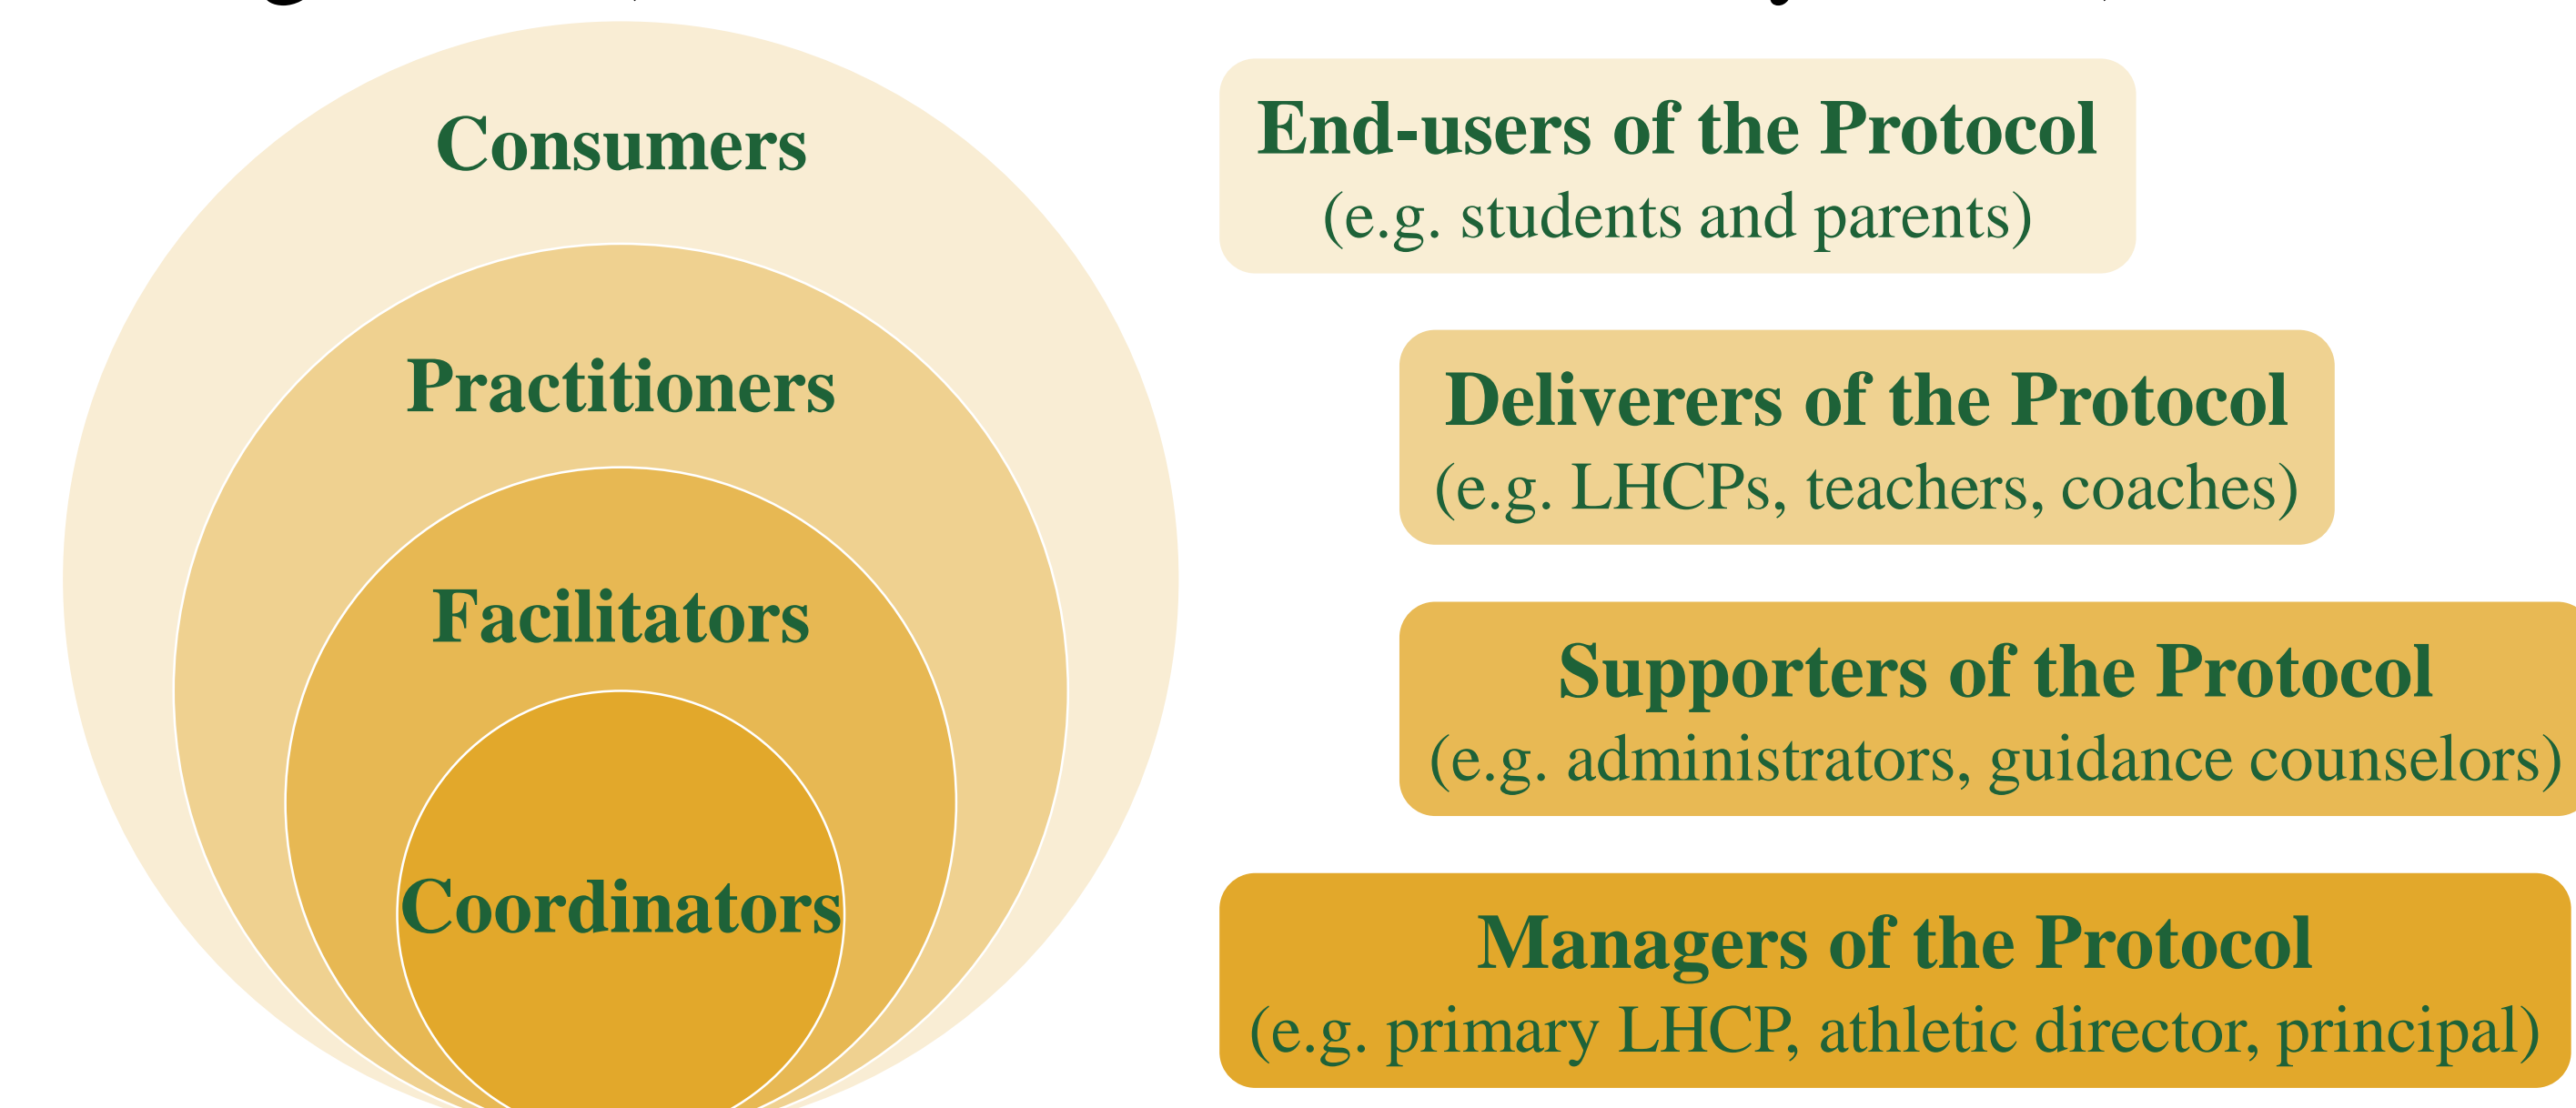 Consumers
End-users of the Protocol
(e.g. students and parents)
Practitioners
Deliverers of the Protocol
(e.g. LHCPs, teachers, coaches)
Facilitators
Supporters of the Protocol
(e.g. administrators, guidance counselors)
Coordinators
Managers of the Protocol
(e.g. primary LHCP, athletic director, principal)